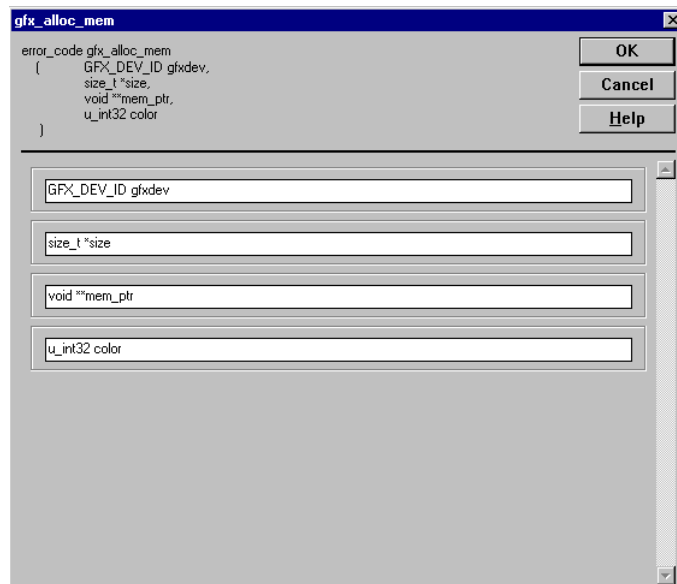 gfx_alloc_mem
error_code gfx_alloc_mem
( GFX_DEV_ID gfxdev,
size_t *size,
void **mem_ptr,
u_int32 color
)
OK
Cancel
Help
GFX_DEV_ID gfxdev
size_t *size
void **mem_ptr
u_int32 color